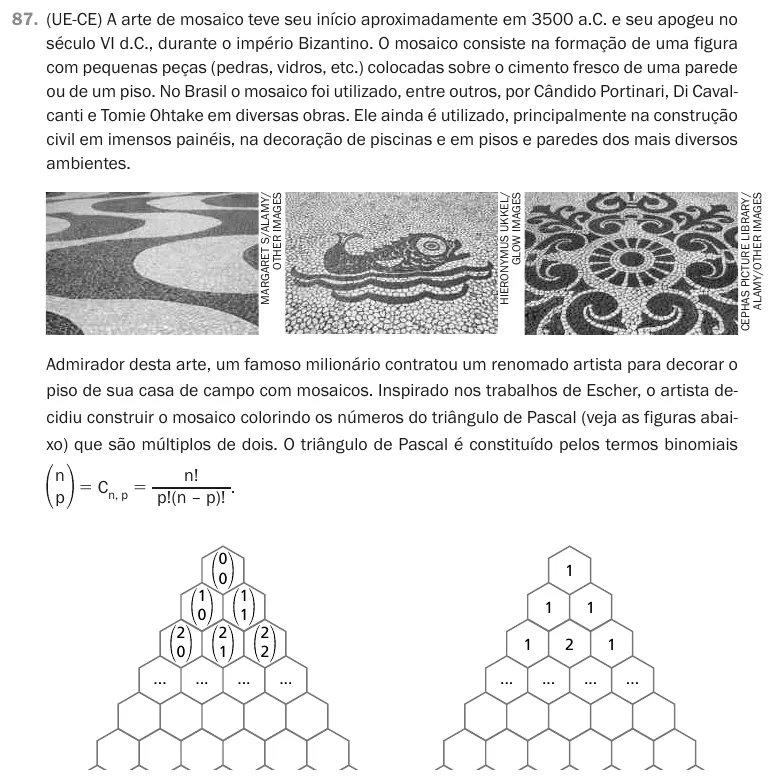 87. (UE-CE) A arte de mosaico teve seu início aproximadamente em 3500 a.C. e seu apogeu no
século VI d.C., durante o império Bizantino. O mosaico consiste na formação de uma figura
com pequenas peças (pedras, vidros, etc.) colocadas sobre o cimento fresco de uma parede
ou de um piso. No Brasil o mosaico foi utilizado, entre outros, por Cândido Portinari, Di Caval-
canti e Tomie Ohtake em diversas obras. Ele ainda é utilizado, principalmente na construção
civil em imensos painéis, na decoração de piscinas e em pisos e paredes dos mais diversos
ambientes.
MARGARET S/ALAMY/
OTHER IMAGES
HIERONYMUS UKKEL/
GLOW IMAGES
CEPHAS PICTURE LIBRARY/
ALAMY/OTHER IMAGES
Admirador desta arte, um famoso milionário contratou um renomado artista para decorar o
piso de sua casa de campo com mosaicos. Inspirado nos trabalhos de Escher, o artista de-
cidiu construir o mosaico colorindo os números do triângulo de Pascal (veja as figuras abai-
xo) que são múltiplos de dois. O triângulo de Pascal é constituído pelos termos binomiais
(n p) = C n, p = n! / p!(n – p)!.
(0 0)
(1 0) (1 1)
(2 0) (2 1) (2 2)
... ... ... ...
1
1 1
1 2 1
... ... ... ...